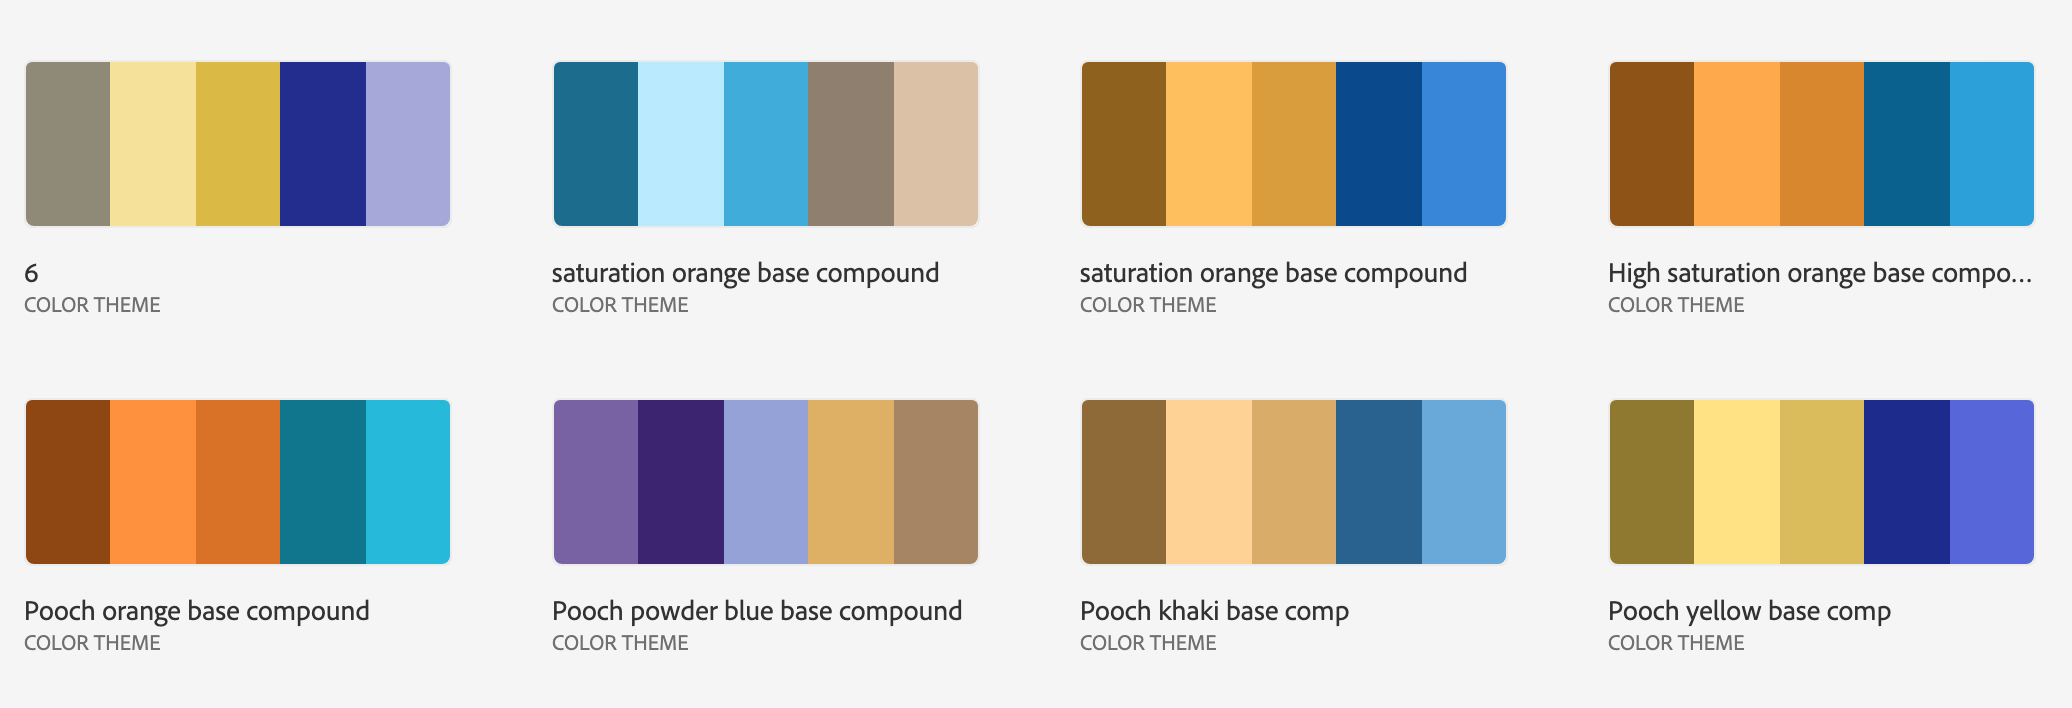 6
COLOR THEME
saturation orange base compound
COLOR THEME
saturation orange base compound
COLOR THEME
High saturation orange base compo...
COLOR THEME
Pooch orange base compound
COLOR THEME
Pooch powder blue base compound
COLOR THEME
Pooch khaki base comp
COLOR THEME
Pooch yellow base comp
COLOR THEME